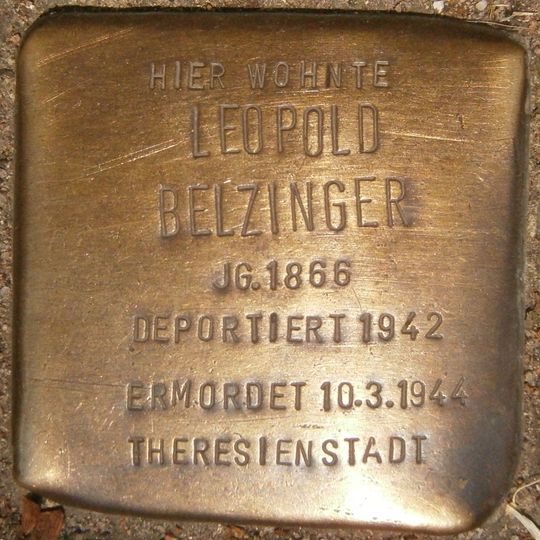 HIER WOHNTE
LEOPOLD
BELZINGER
JG. 1866
DEPORTIERT 1942
ERMORDET 10.3.1944
THERESIENSTADT